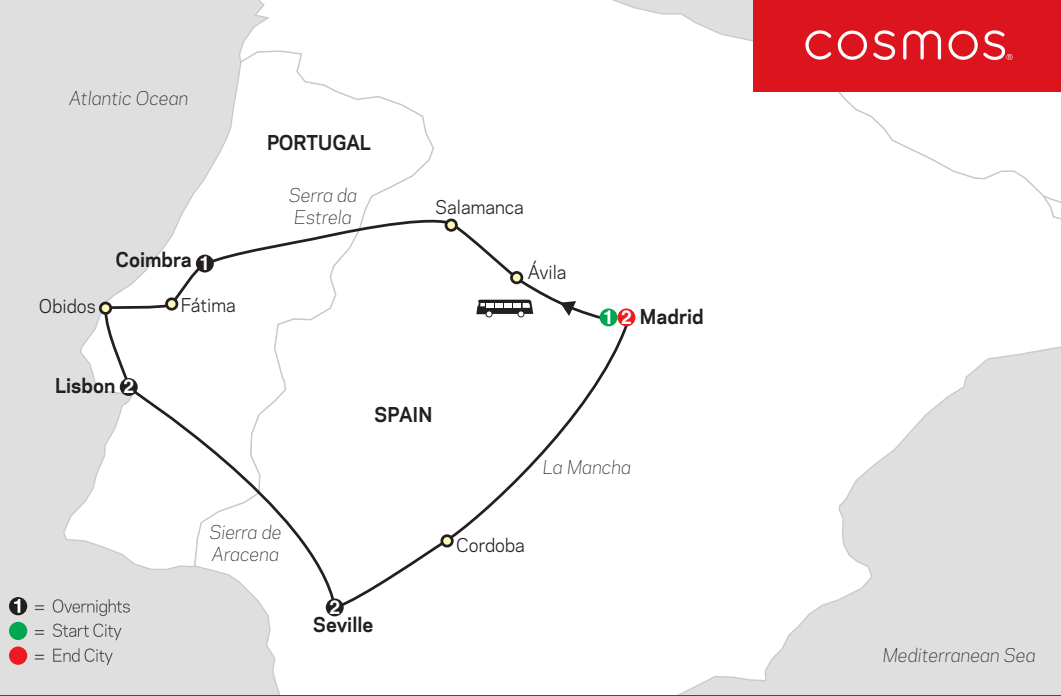 cosmos®
Atlantic Ocean
PORTUGAL
Serra da
Estrela
Salamanca
Coimbra 1
Ávila
Obidos
Fátima
1 2 Madrid
Lisbon 2
SPAIN
La Mancha
Sierra de
Aracena
Cordoba
2
Seville
1 = Overnights
= Start City
= End City
Mediterranean Sea